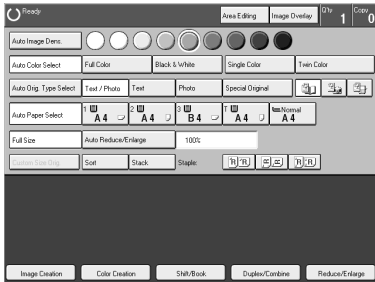 Ready Area Editing Image Overlay Q'ty 1 Copy 0
Auto Image Dens.
Auto Color Select Full Color Black & White Single Color Twin Color
Auto Orig. Type Select Text / Photo Text Photo Special Original
Auto Paper Select 1 A4 2 A4 3 B4 T A4 Normal A4
Full Size Auto Reduce/Enlarge 100%
Custom Size Orig. Sort Stack Staple:
Image Creation Color Creation Shift/Book Duplex/Combine Reduce/Enlarge